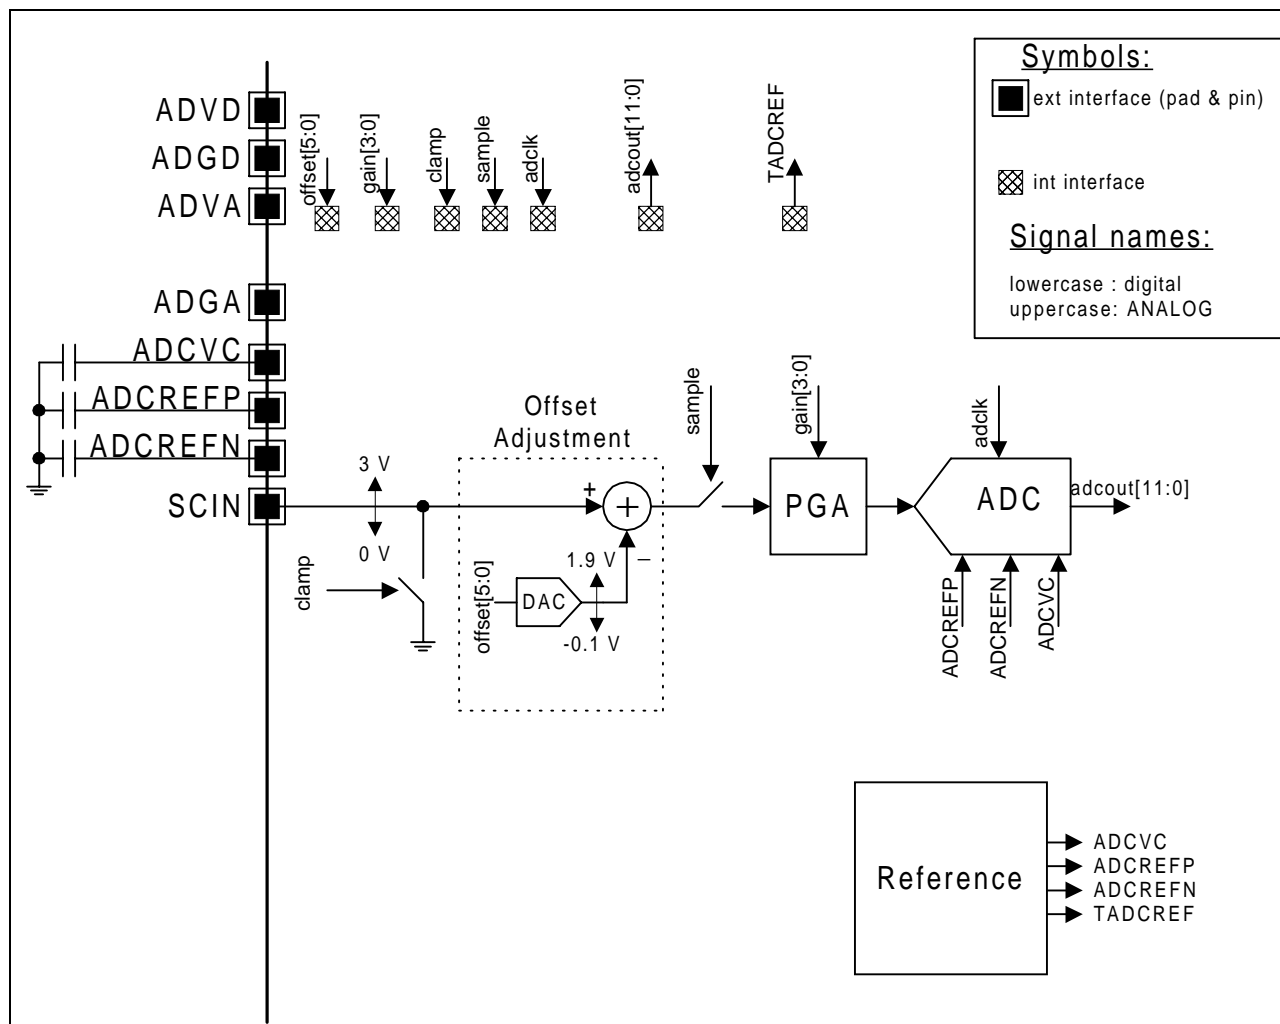 Symbols:
ext interface (pad & pin)
int interface
Signal names:
lowercase : digital
uppercase: ANALOG
ADVD
ADGD
ADVA
ADGA
ADCVC
ADCREFP
ADCREFN
SCIN
offset[5:0]
gain[3:0]
clamp
sample
adclk
adcout[11:0]
TADCREF
3 V
0 V
clamp
Offset
Adjustment
+
+
−
1.9 V
-0.1 V
offset[5:0]
DAC
sample
gain[3:0]
PGA
adclk
ADC
adcout[11:0]
ADCREFP
ADCREFN
ADCVC
Reference
ADCVC
ADCREFP
ADCREFN
TADCREF